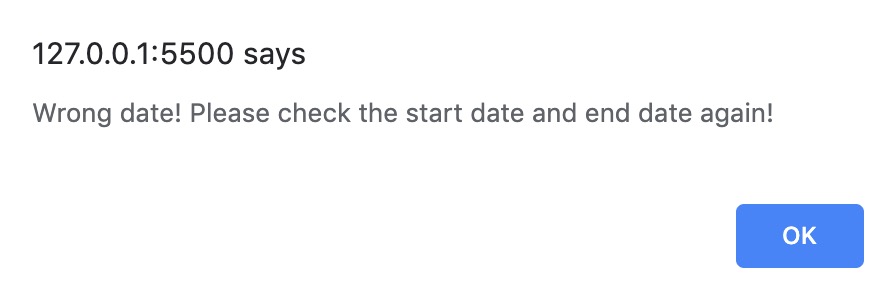 127.0.0.1:5500 says
Wrong date! Please check the start date and end date again!
OK